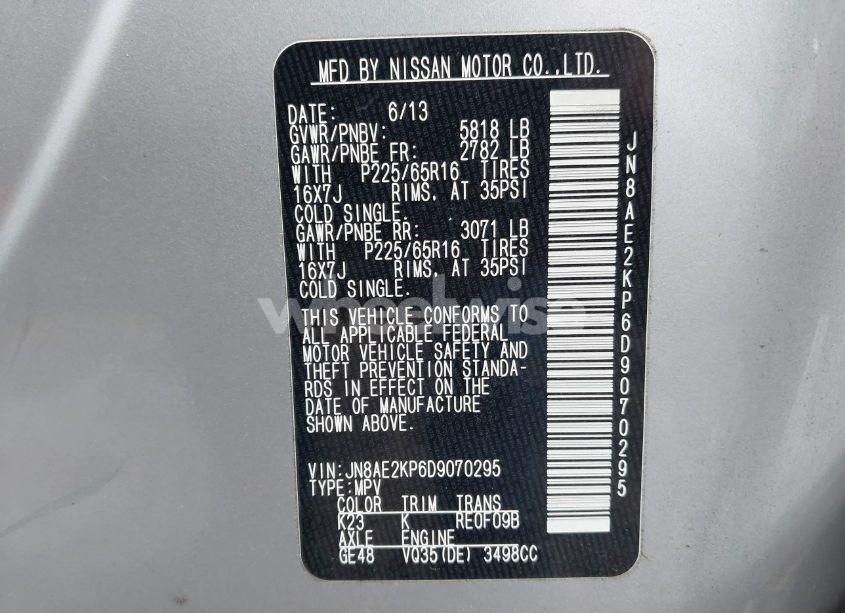 MFD BY NISSAN MOTOR CO.,LTD.
DATE: 6/13
GVWR/PNBV: 5818 LB
GAWR/PNBE FR: 2782 LB
WITH P225/65R16 TIRES
16X7J RIMS, AT 35PSI
COLD SINGLE.
GAWR/PNBE RR: 3071 LB
WITH P225/65R16 TIRES
16X7J RIMS, AT 35PSI
COLD SINGLE.
THIS VEHICLE CONFORMS TO
ALL APPLICABLE FEDERAL
MOTOR VEHICLE SAFETY AND
THEFT PREVENTION STANDA-
RDS IN EFFECT ON THE
DATE OF MANUFACTURE
SHOWN ABOVE.
VIN:JN8AE2KP6D9070295
TYPE:MPV
COLOR TRIM TRANS
K23 K RE0F09B
AXLE ENGINE
GE48 VQ35(DE) 3498CC
JN8AE2KP6D9070295
wheelwise